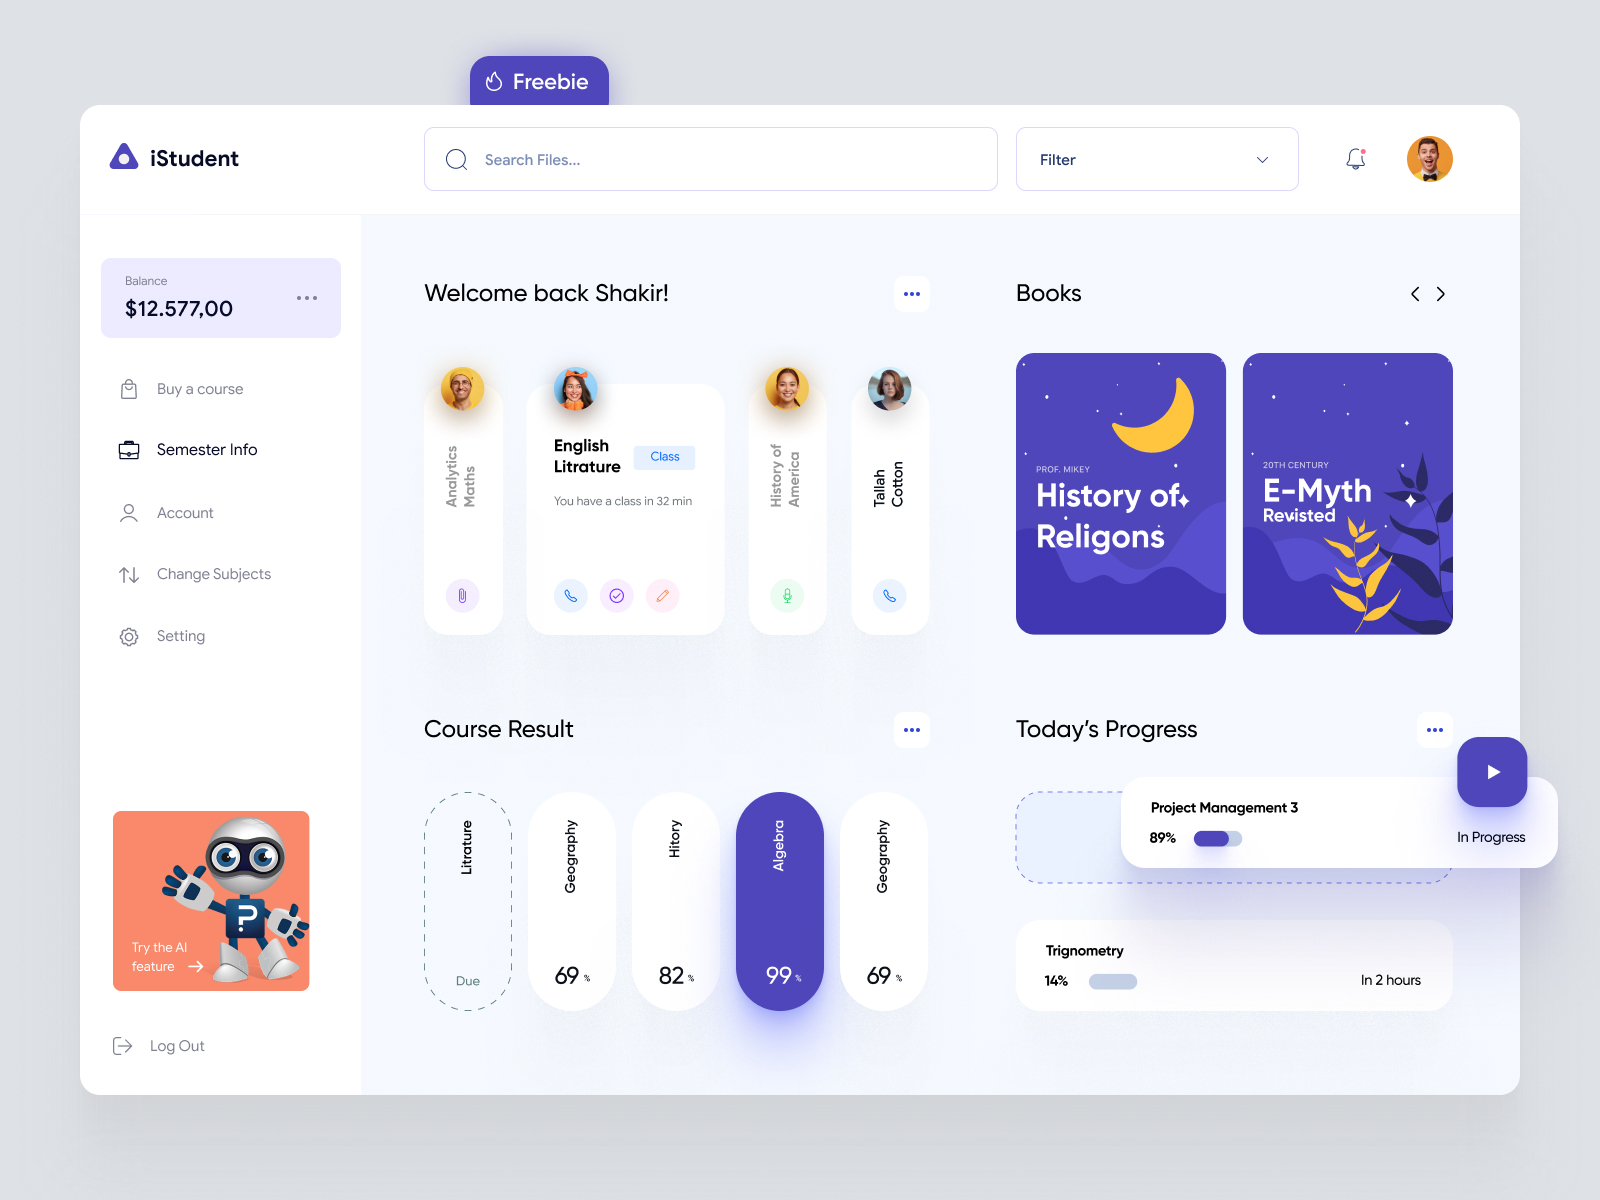 Freebie
iStudent
Search Files...
Filter
Balance
$12.577,00
Buy a course
Semester Info
Account
Change Subjects
Setting
Try the AI
feature
Log Out
Welcome back Shakir!
Analytics
Maths
English
Litrature
Class
You have a class in 32 min
History of
America
Tallah
Cotton
Books
PROF. MIKEY
History of
Religons
20TH CENTURY
E-Myth
Revisted
Course Result
Litrature
Due
Geography
69 %
Hitory
82 %
Algebra
99 %
Geography
69 %
Today’s Progress
Project Management 3
89%
In Progress
Trignometry
14%
In 2 hours